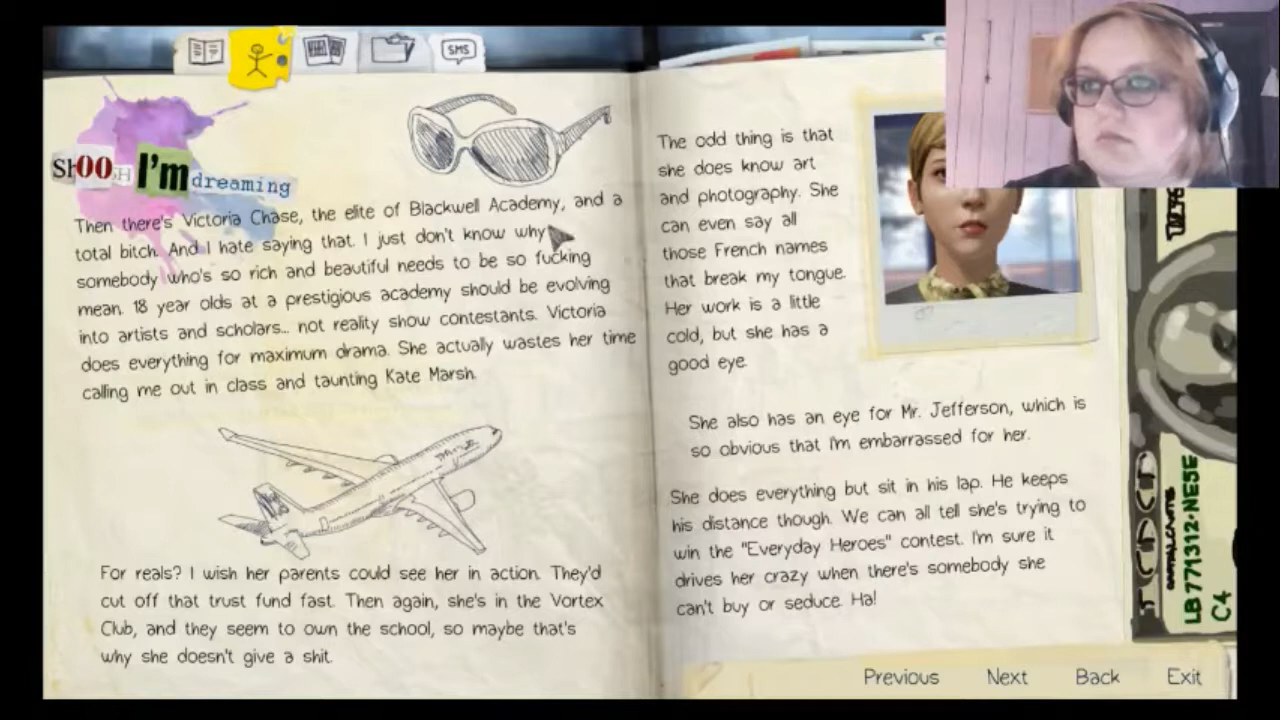 SMS
ShOOSH I'm dreaming
Then there's Victoria Chase, the elite of Blackwell Academy, and a
total bitch. And I hate saying that. I just don't know why
somebody who's so rich and beautiful needs to be so fucking
mean. 18 year olds at a prestigious academy should be evolving
into artists and scholars... not reality show contestants. Victoria
does everything for maximum drama. She actually wastes her time
calling me out in class and taunting Kate Marsh.
For reals? I wish her parents could see her in action. They'd
cut off that trust fund fast. Then again, she's in the Vortex
Club, and they seem to own the school, so maybe that's
why she doesn't give a shit.
The odd thing is that
she does know art
and photography. She
can even say all
those French names
that break my tongue.
Her work is a little
cold, but she has a
good eye.
She also has an eye for Mr. Jefferson, which is
so obvious that I'm embarrassed for her.
She does everything but sit in his lap. He keeps
his distance though. We can all tell she's trying to
win the "Everyday Heroes" contest. I'm sure it
drives her crazy when there's somebody she
can't buy or seduce. Ha!
LB7771312-NESE
C4
Previous Next Back Exit